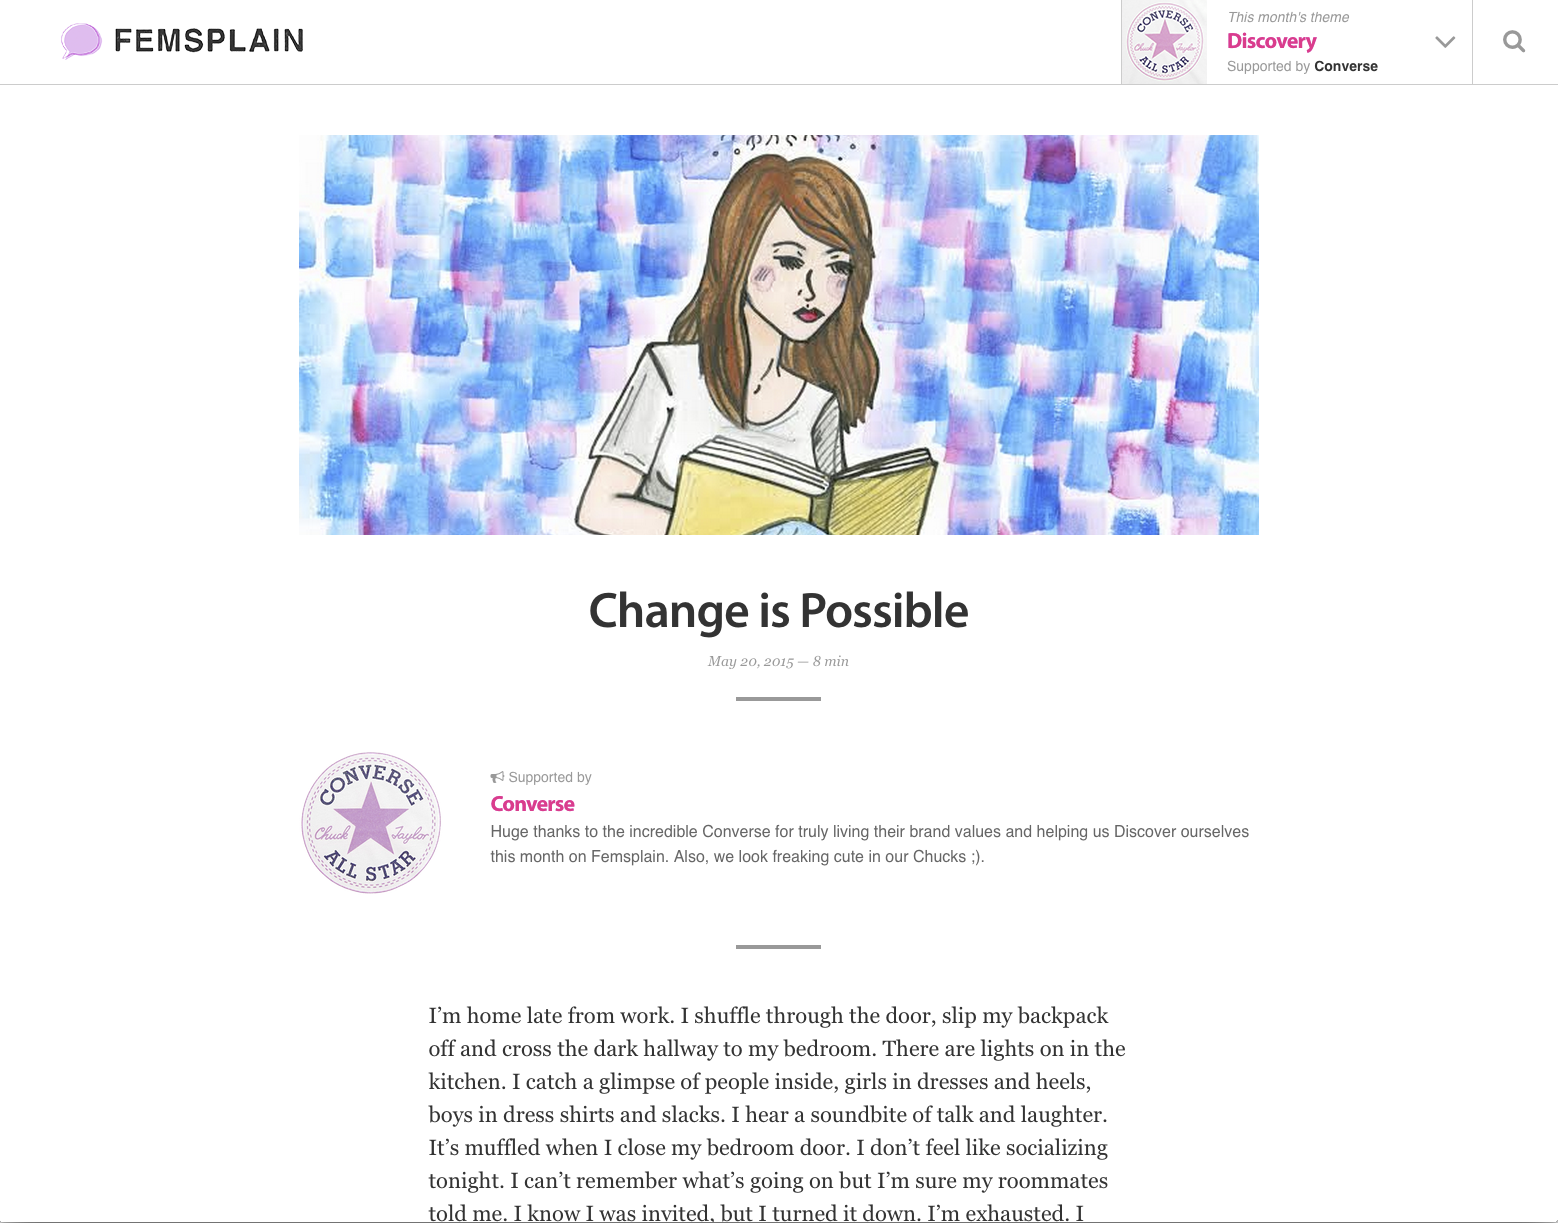 FEMSPLAIN
CONVERSE
Chuck Taylor
ALL STAR
This month's theme
Discovery
Supported by Converse
Change is Possible
May 20, 2015 — 8 min
CONVERSE
Chuck Taylor
ALL STAR
Supported by
Converse
Huge thanks to the incredible Converse for truly living their brand values and helping us Discover ourselves
this month on Femsplain. Also, we look freaking cute in our Chucks ;).
I’m home late from work. I shuffle through the door, slip my backpack
off and cross the dark hallway to my bedroom. There are lights on in the
kitchen. I catch a glimpse of people inside, girls in dresses and heels,
boys in dress shirts and slacks. I hear a soundbite of talk and laughter.
It’s muffled when I close my bedroom door. I don’t feel like socializing
tonight. I can’t remember what’s going on but I’m sure my roommates
told me. I know I was invited, but I turned it down. I’m exhausted. I